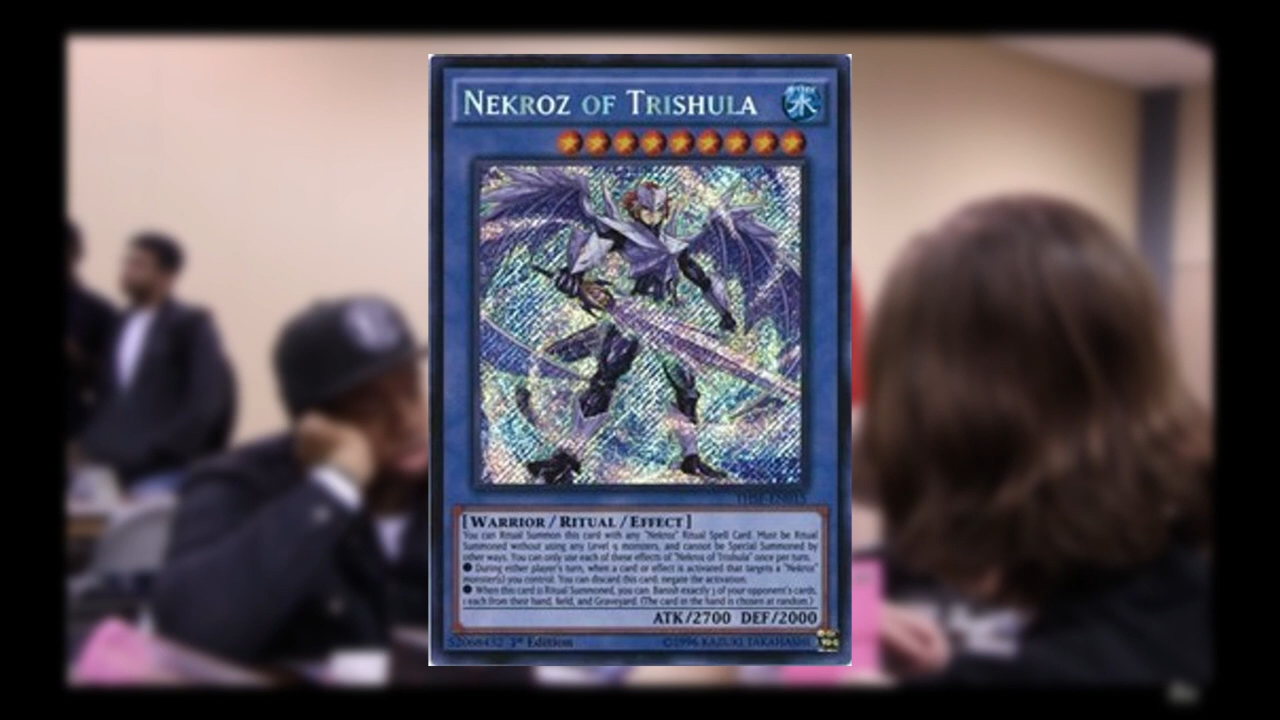 NEKROZ OF TRISHULA
水
THSF-EN015
[WARRIOR/RITUAL/EFFECT]
You can Ritual Summon this card with any "Nekroz" Ritual Spell Card. Must be Ritual
Summoned without using any Level 9 monsters, and cannot be Special Summoned by
other ways. You can only use each of these effects of "Nekroz of Trishula" once per turn.
● During either player's turn, when a card or effect is activated that targets a "Nekroz"
monster(s) you control: You can discard this card; negate the activation.
● When this card is Ritual Summoned, you can: Banish exactly 3 of your opponent's cards,
1 each from their hand, field, and Graveyard. (The card in the hand is chosen at random.)
ATK/2700 DEF/2000
52068432 1st Edition ©1996 KAZUKI TAKAHASHI